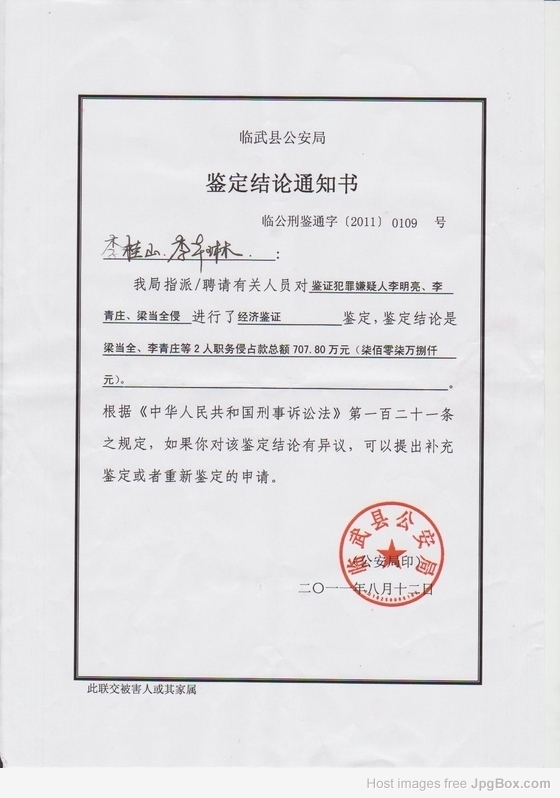 临武县公安局
鉴定结论通知书
临公刑鉴通字〔2011〕0109 号
李桂山、李 琳 :
我局指派/聘请有关人员对鉴证犯罪嫌疑人李明亮、李
青庄、梁当全侵 进行了经济鉴证 鉴定,鉴定结论是
梁当全、李青庄等2人职务侵占款总额707.80万元(柒佰零柒万捌仟
元)。 。
根据《中华人民共和国刑事诉讼法》第一百二十一条
之规定,如果你对该鉴定结论有异议,可以提出补充
鉴定或者重新鉴定的申请。
临武县公安局
(公安局印)
二〇一一年八月十二日
此联交被害人或其家属
Host images free JpgBox.com